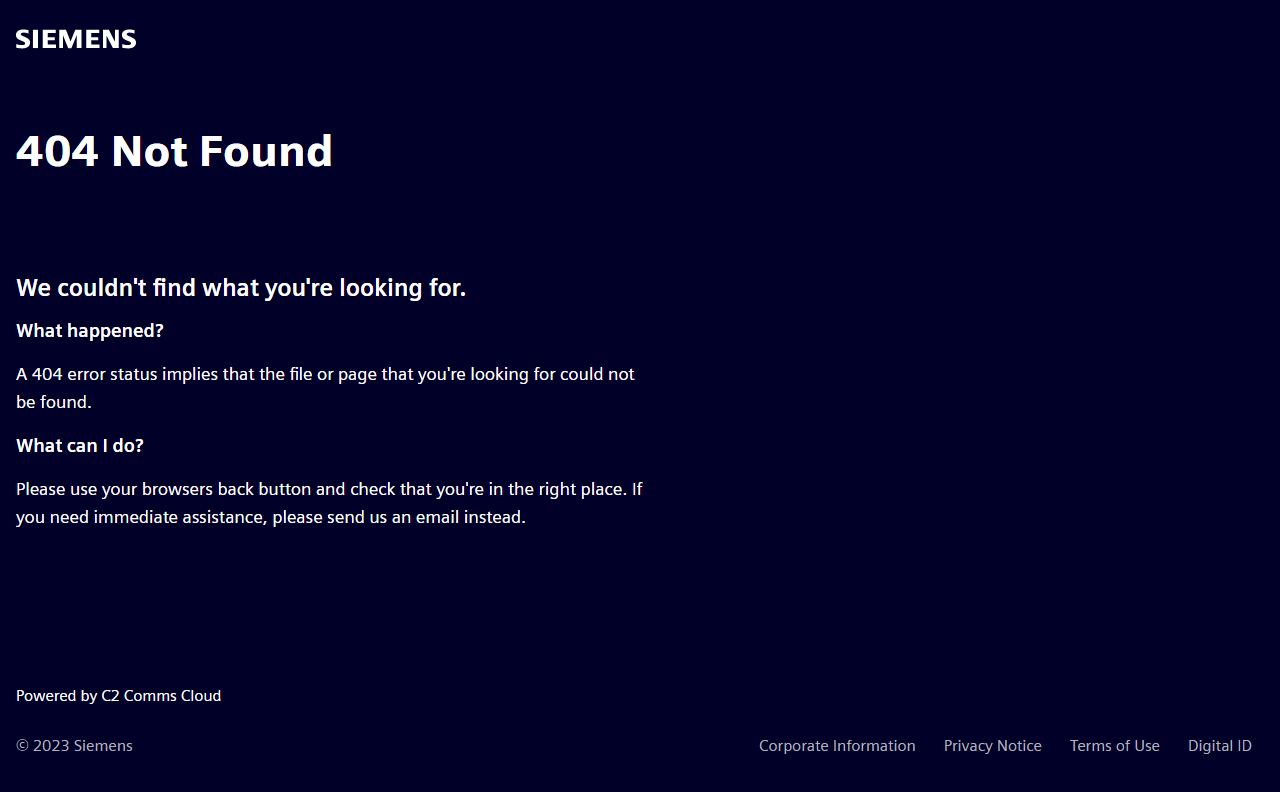 SIEMENS
404 Not Found
We couldn't find what you're looking for.
What happened?
A 404 error status implies that the file or page that you're looking for could not
be found.
What can I do?
Please use your browsers back button and check that you're in the right place. If
you need immediate assistance, please send us an email instead.
Powered by C2 Comms Cloud
© 2023 Siemens Corporate Information Privacy Notice Terms of Use Digital ID